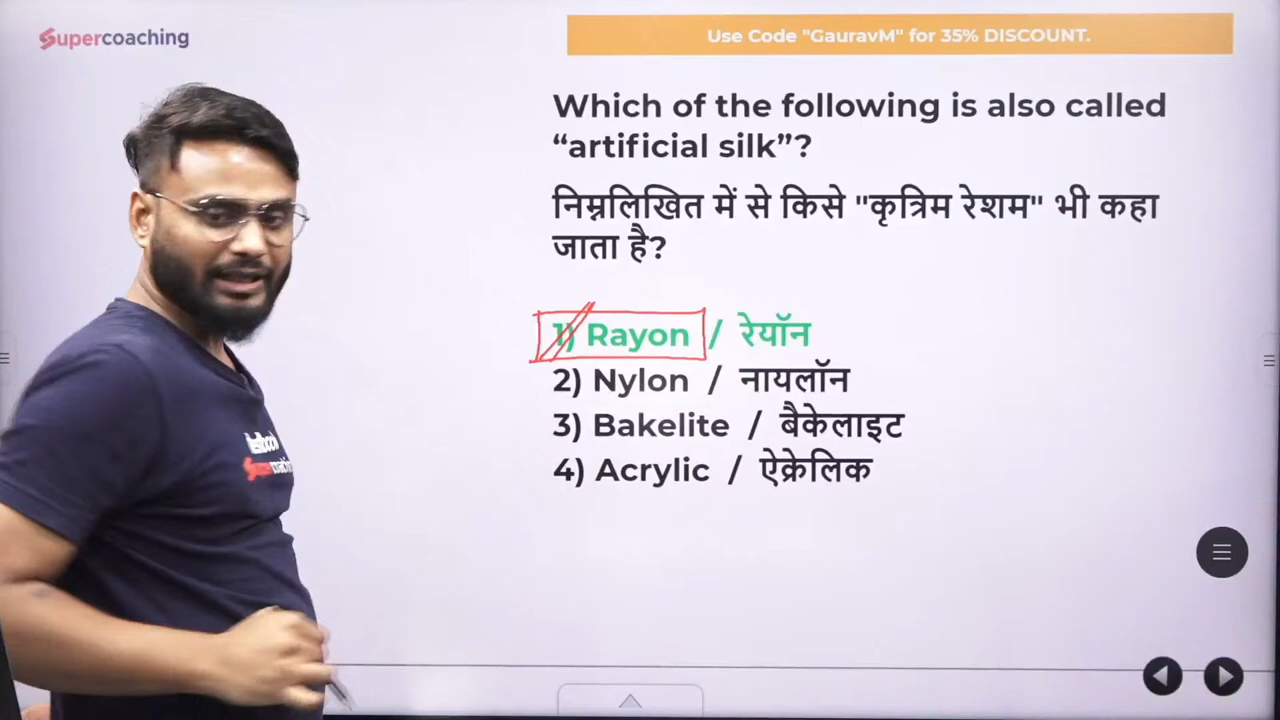 Supercoaching
Use Code "GauravM" for 35% DISCOUNT.
Which of the following is also called
“artificial silk”?
निम्नलिखित में से किसे "कृत्रिम रेशम" भी कहा
जाता है?
1) Rayon / रेयॉन
2) Nylon / नायलॉन
3) Bakelite / बैकेलाइट
4) Acrylic / ऐक्रेलिक